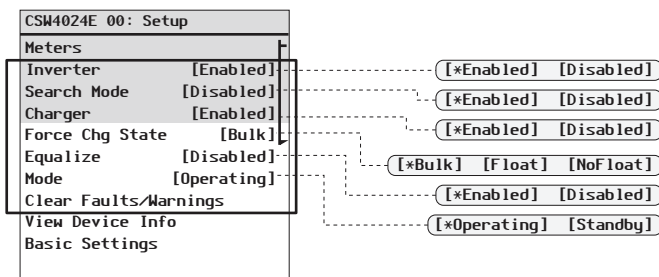 CSW4024E 00: Setup
Meters
Inverter [Enabled] [*Enabled] [Disabled]
Search Mode [Disabled] [*Enabled] [Disabled]
Charger [Enabled] [*Enabled] [Disabled]
Force Chg State [Bulk] [*Bulk] [Float] [NoFloat]
Equalize [Disabled] [*Enabled] [Disabled]
Mode [Operating] [*Operating] [Standby]
Clear Faults/Warnings
View Device Info
Basic Settings